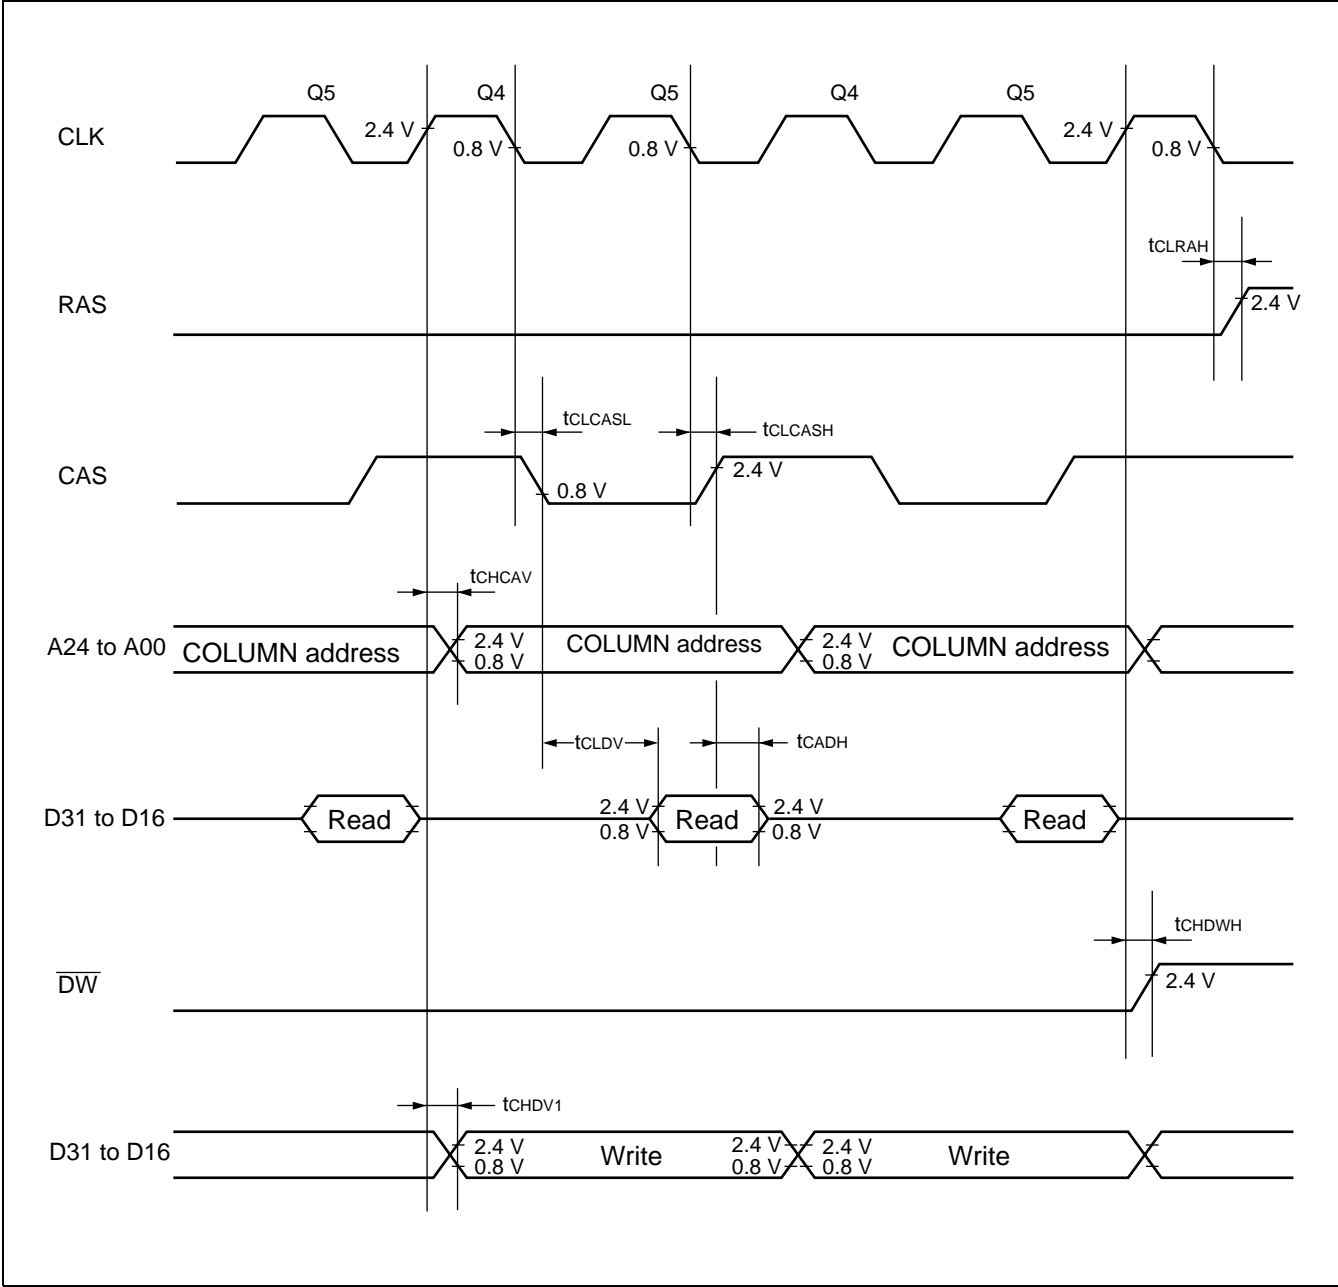 Q5 Q4 Q5 Q4 Q5
CLK 2.4 V 0.8 V 0.8 V 2.4 V 0.8 V
tCLRAH
RAS 2.4 V
tCLCASL tCLCASH
CAS 0.8 V 2.4 V
tCHCAV
A24 to A00 COLUMN address 2.4 V COLUMN address 2.4 V COLUMN address
0.8 V 0.8 V
tCLDV tCADH
2.4 V 2.4 V
D31 to D16 Read Read Read
0.8 V 0.8 V
tCHDWH
DW 2.4 V
tCHDV1
2.4 V 2.4 V 2.4 V
D31 to D16 Write Write
0.8 V 0.8 V 0.8 V